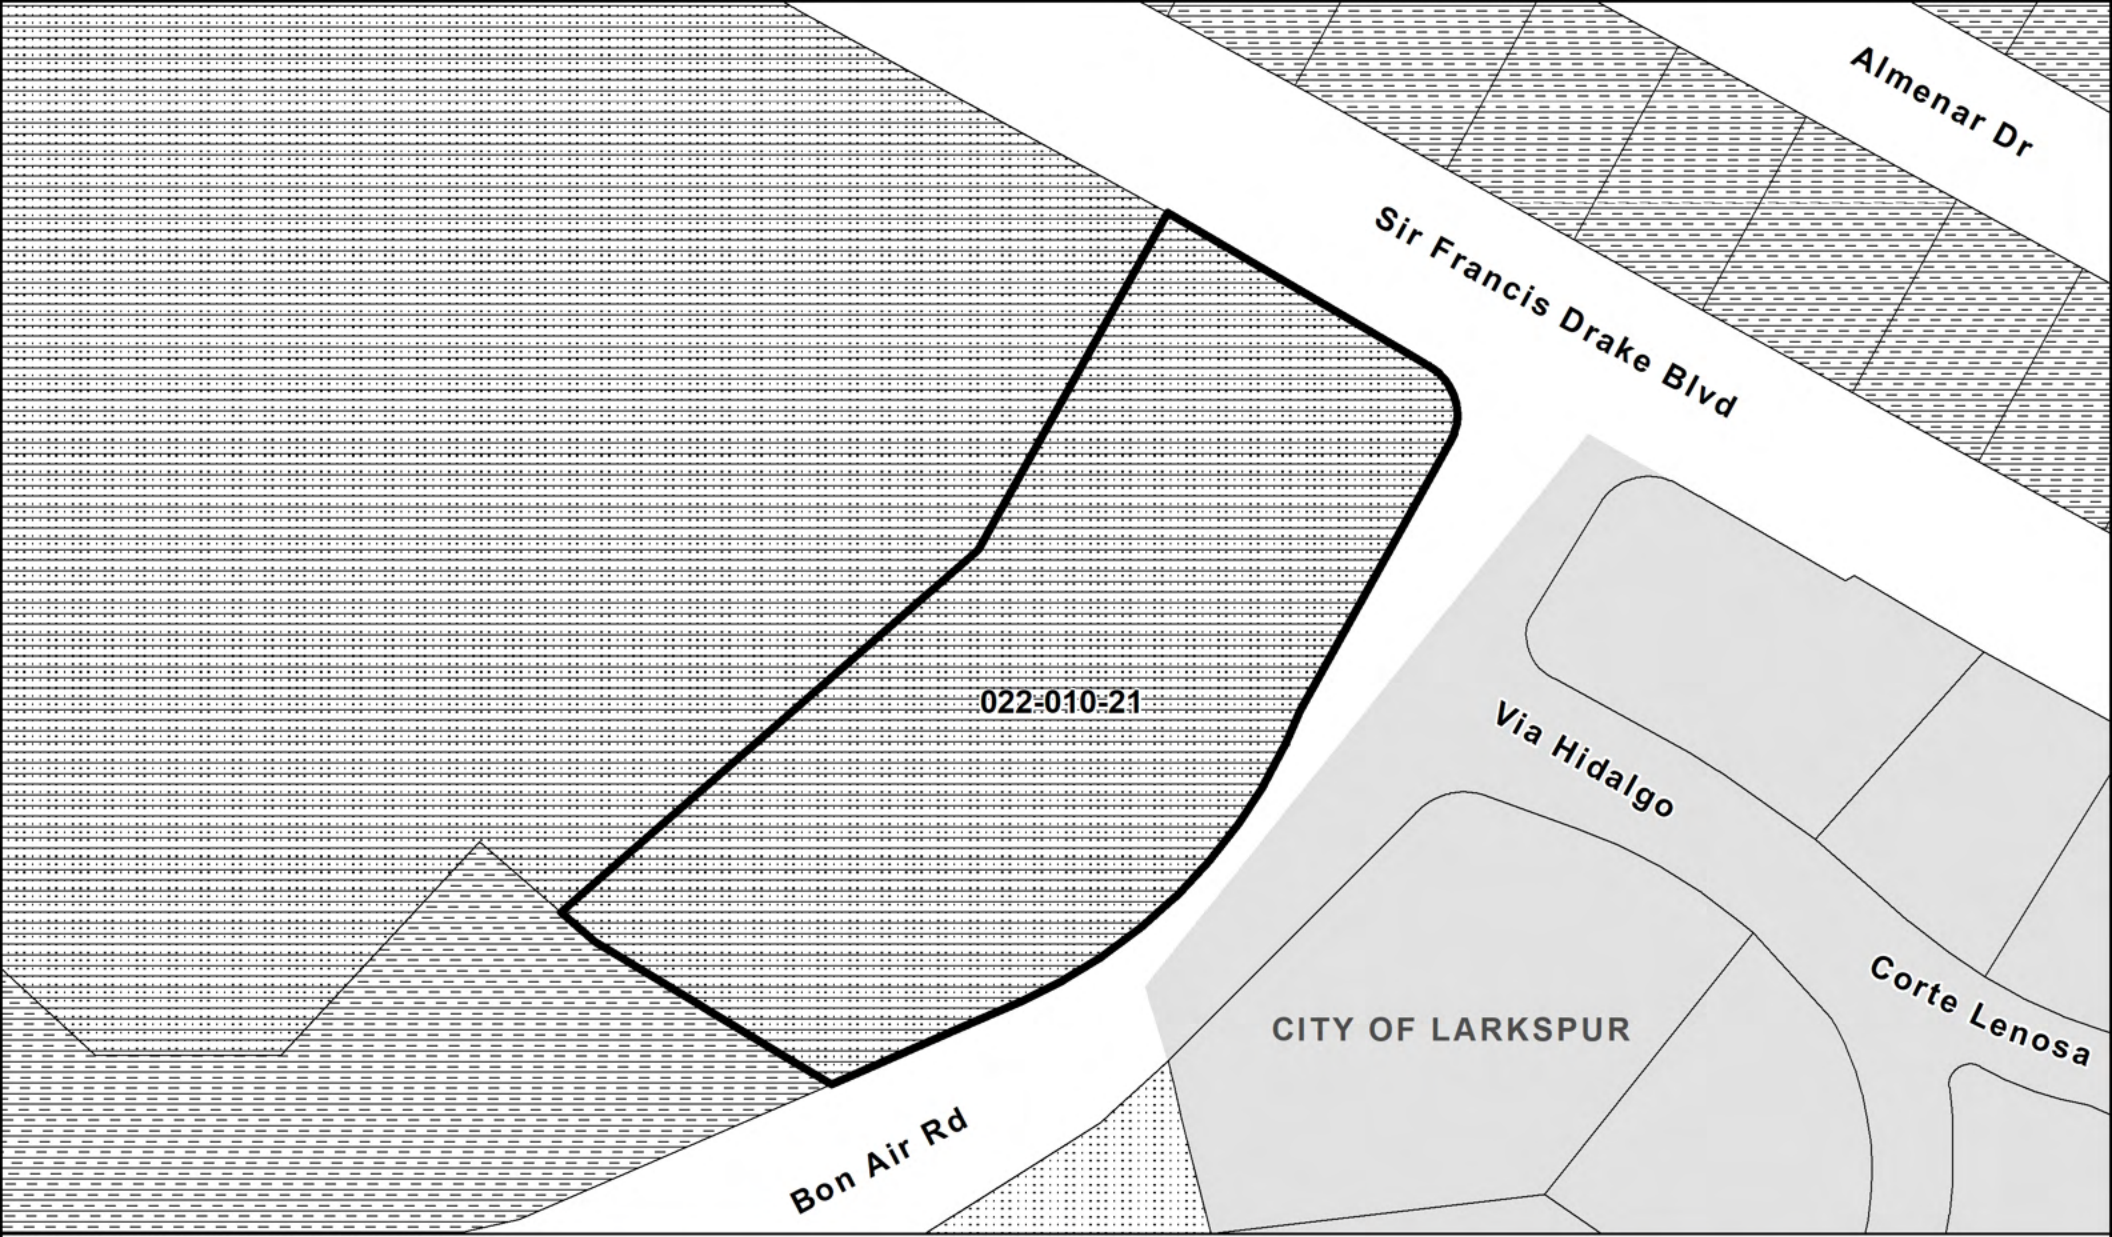 Almenar Dr
Sir Francis Drake Blvd
022-010-21
Via Hidalgo
Corte Lenosa
CITY OF LARKSPUR
Bon Air Rd